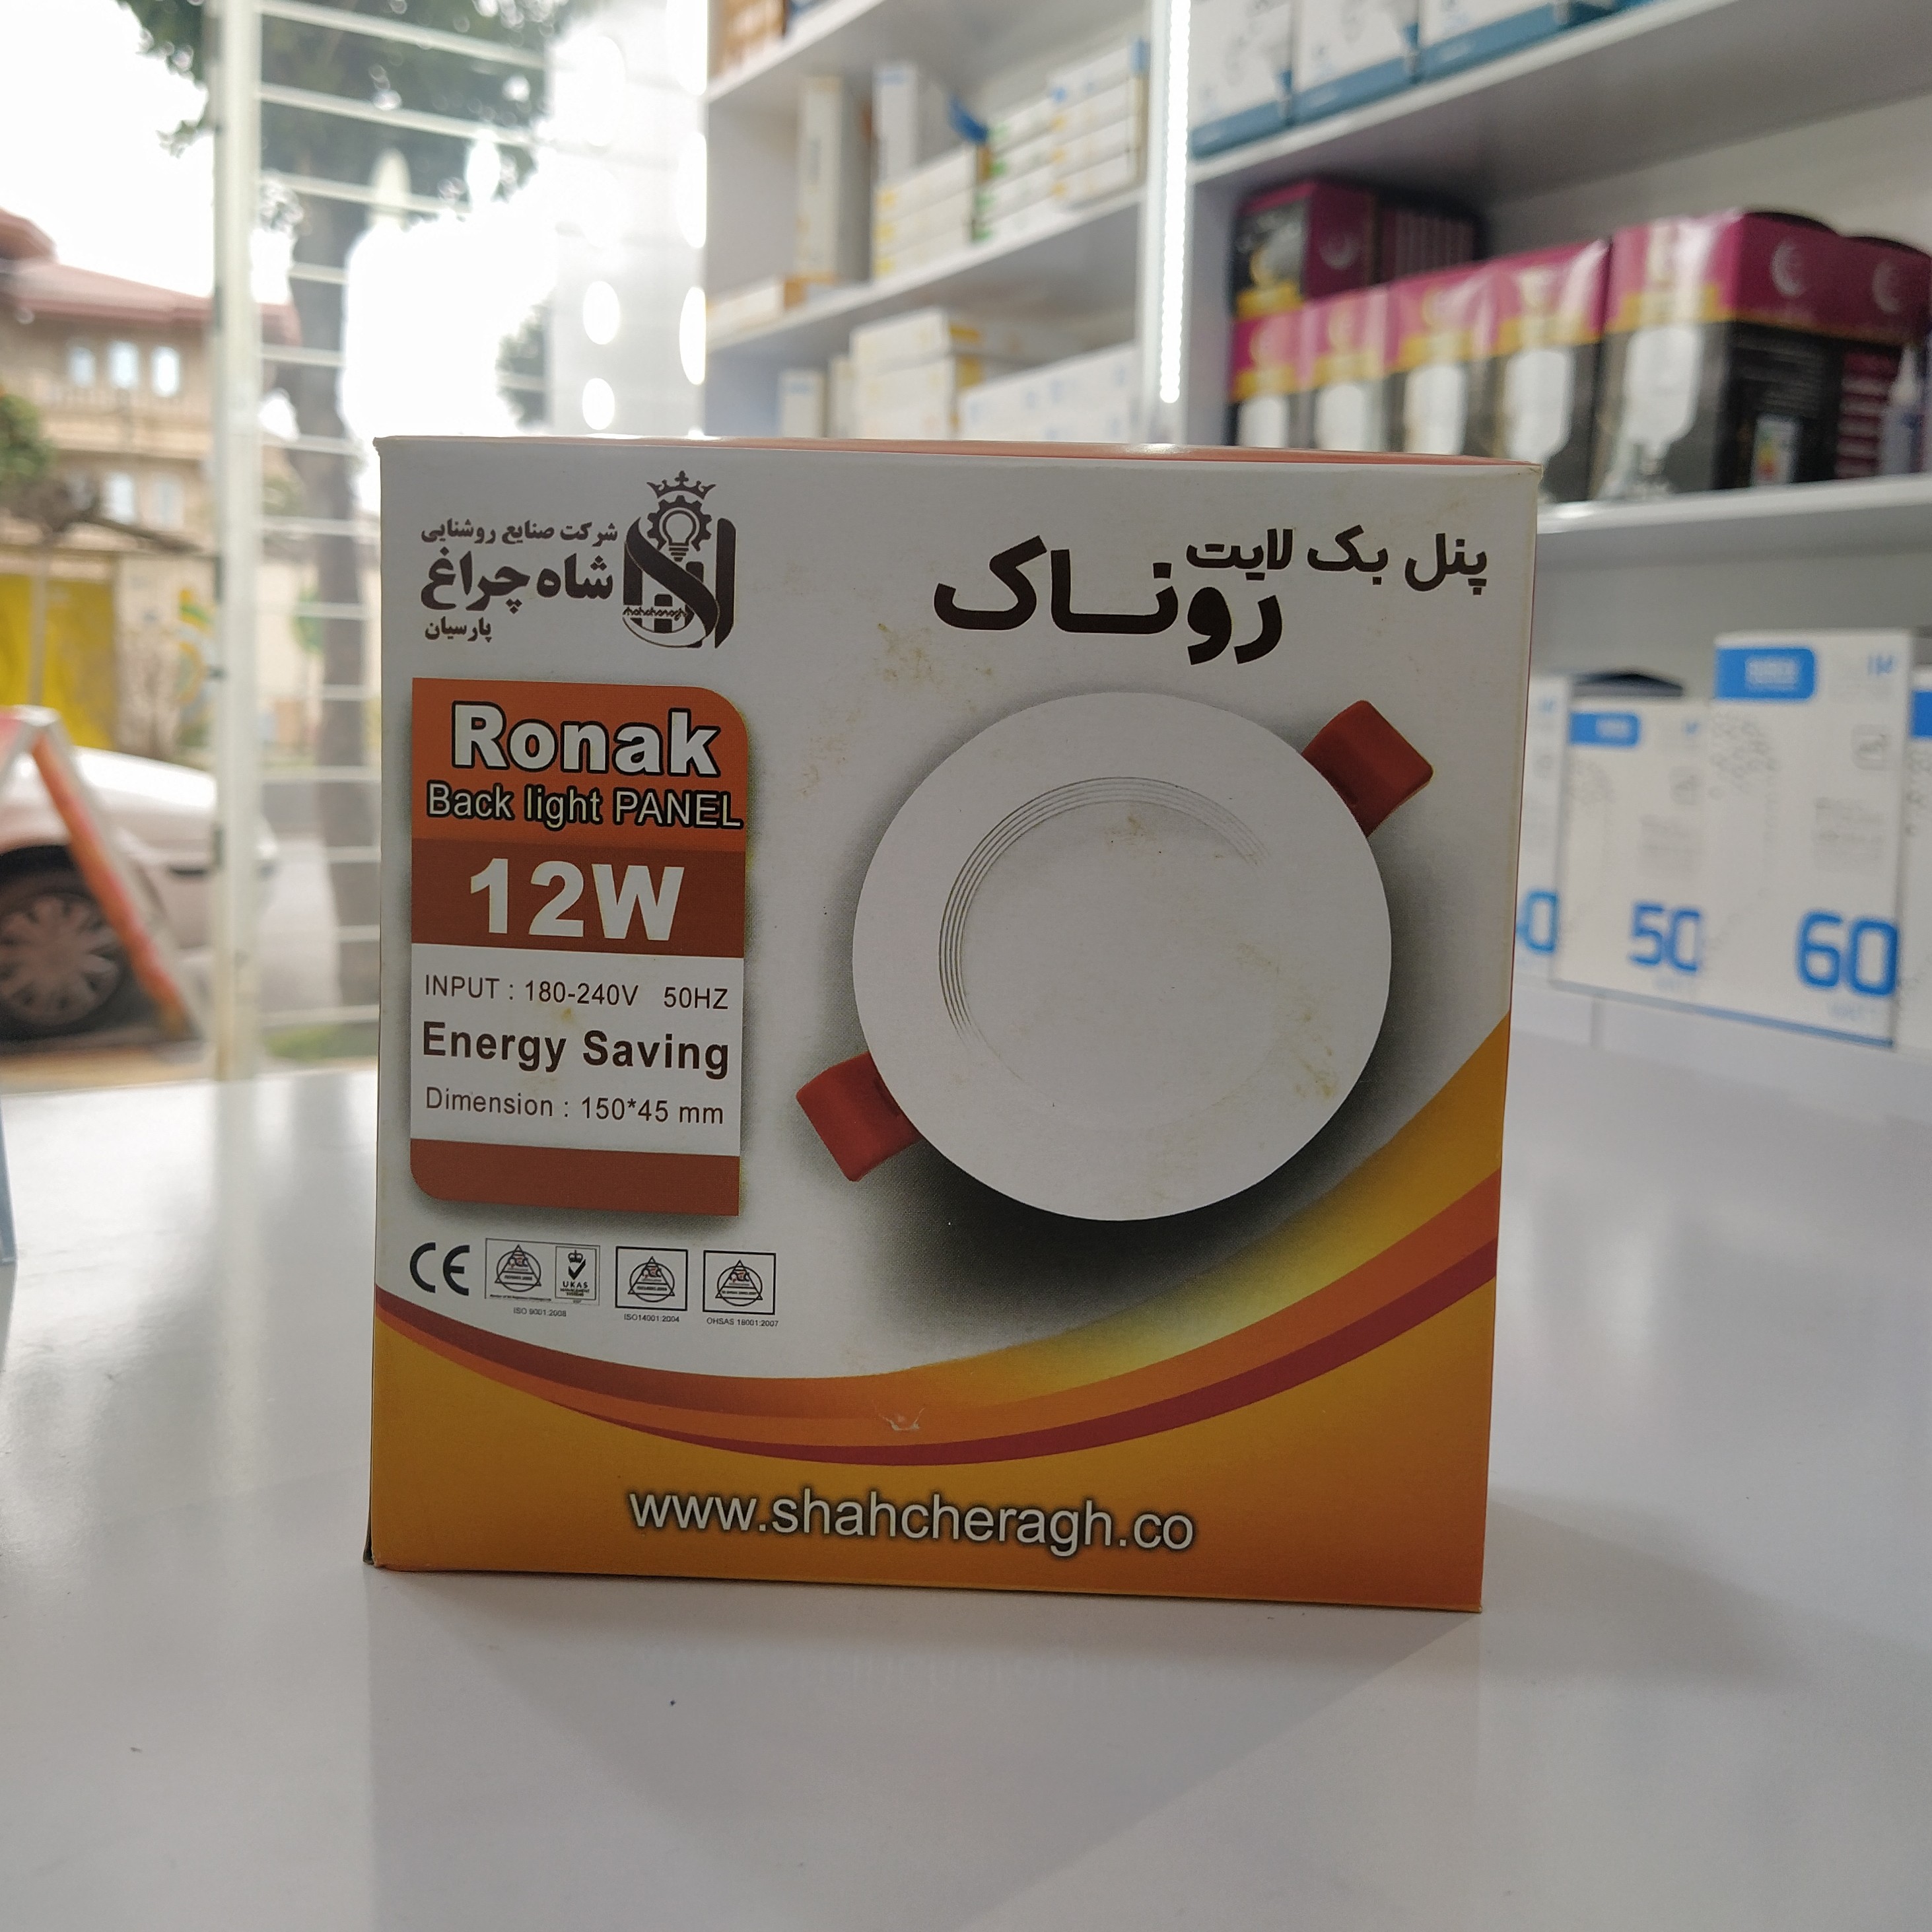 شرکت صنایع روشنایی
شاه چراغ
پارسیان
shahcheragh
پنل بک لایت
روناک
Ronak
Back light PANEL
12W
INPUT : 180-240V 50HZ
Energy Saving
Dimension : 150*45 mm
CE
UKAS
ISO 9001:2008
ISO14001:2004
OHSAS 18001:2007
www.shahcheragh.co
50
60